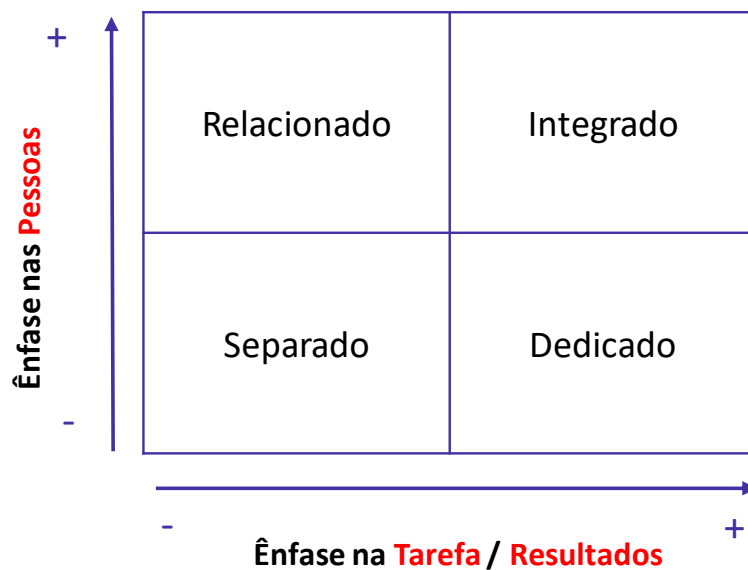 +
Relacionado
Integrado
Ênfase nas Pessoas
Separado
Dedicado
-
-
+
Ênfase na Tarefa / Resultados